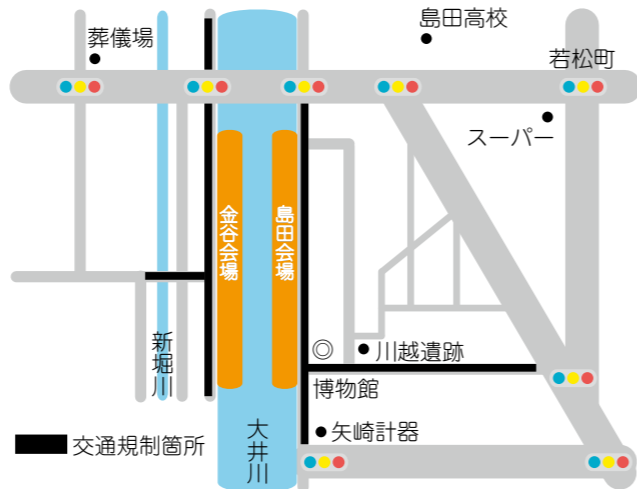 島田高校
葬儀場
若松町
スーパー
金谷会場
島田会場
新堀川
◎
川越遺跡
博物館
大井川
矢崎計器
交通規制箇所